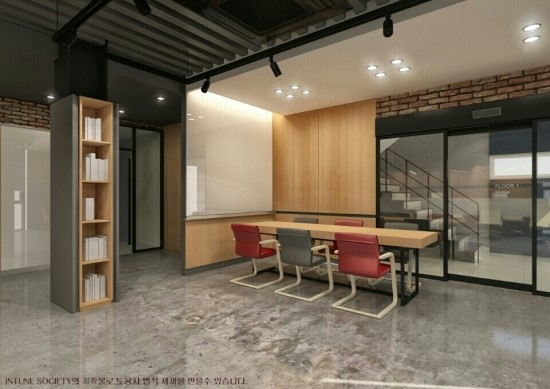 FLOOR 1
INTUNE SOCIETY의 저작물로 도용시 법적 제재를 받을수 있습니다.